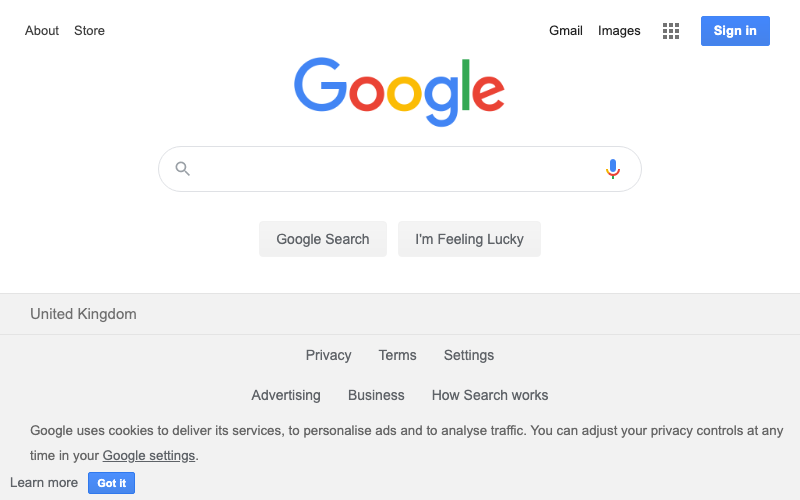 About Store Gmail Images Sign in
Google
Google Search I'm Feeling Lucky
United Kingdom
Privacy Terms Settings
Advertising Business How Search works
Google uses cookies to deliver its services, to personalise ads and to analyse traffic. You can adjust your privacy controls at any
time in your Google settings.
Learn more Got it